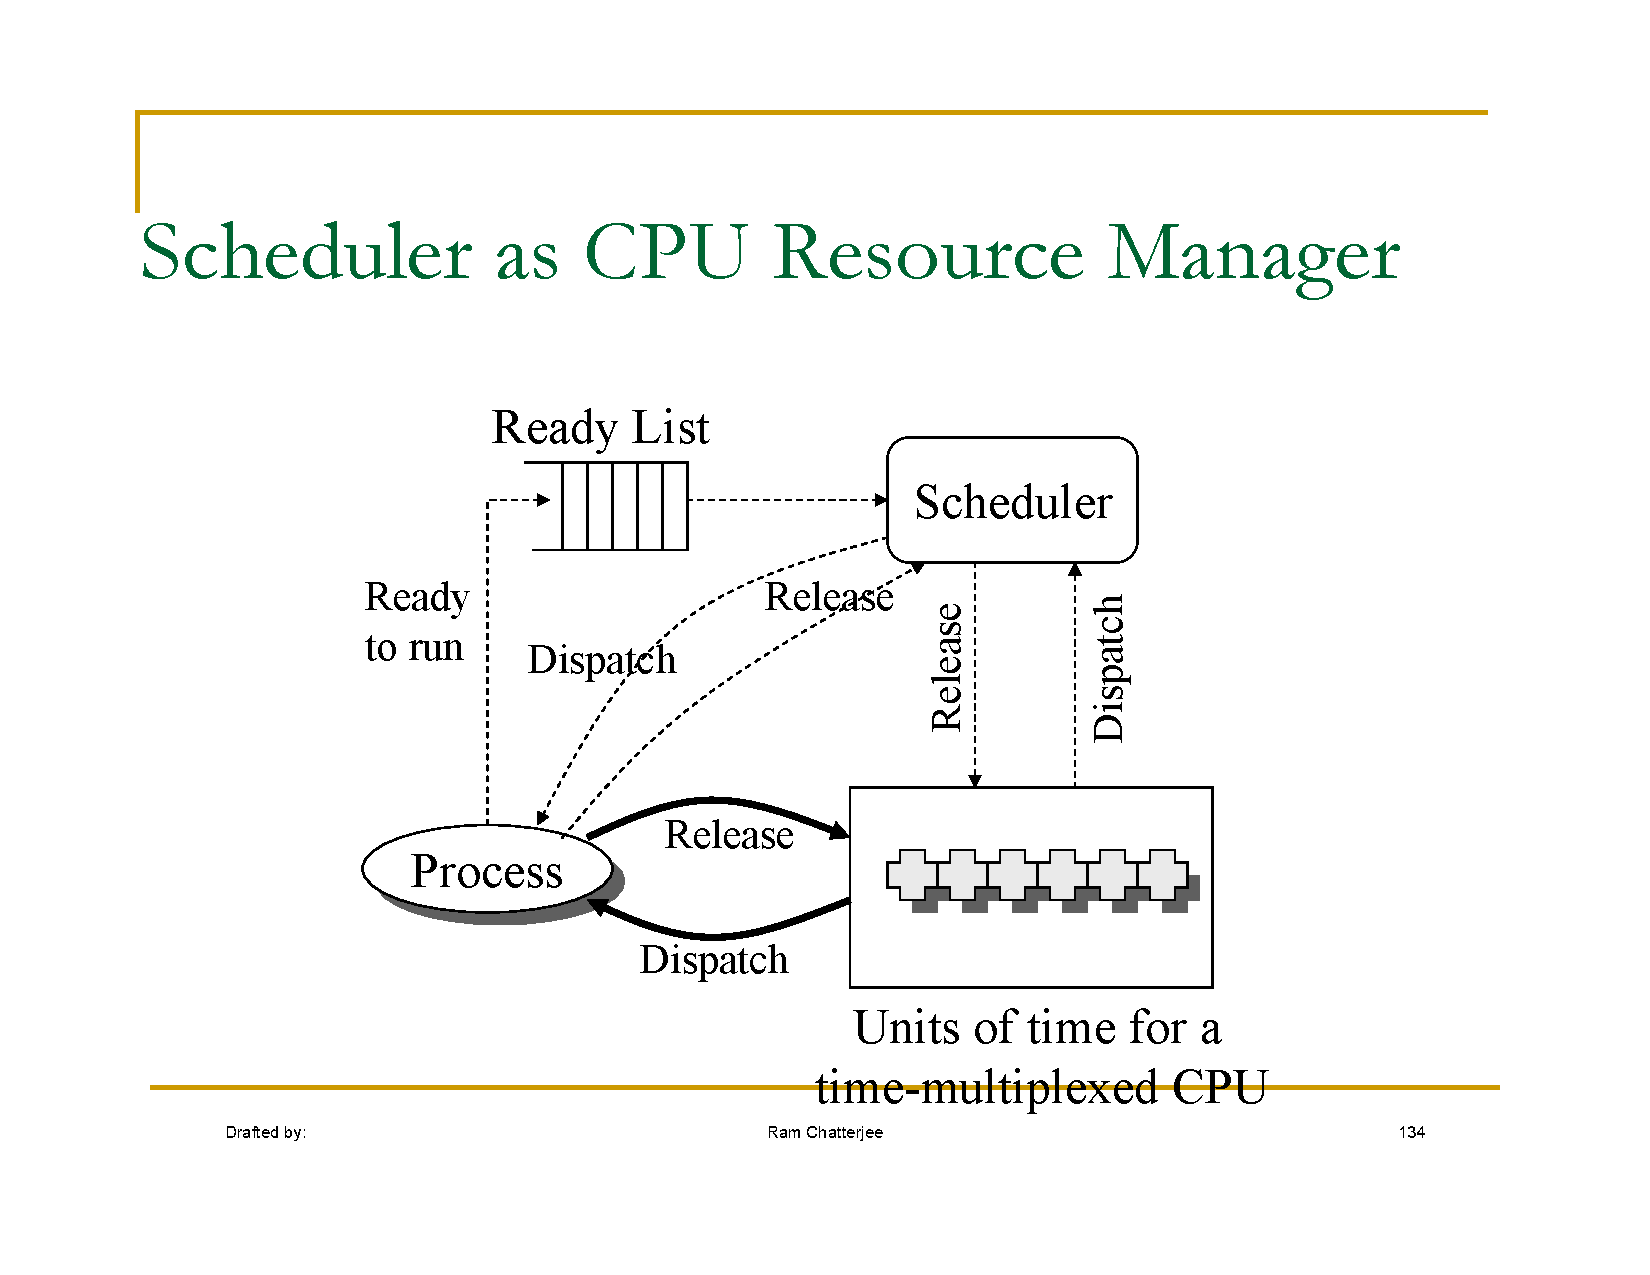 Scheduler as CPU Resource Manager
Ready List
Scheduler
Ready
to run
Release
Dispatch
Release
Dispatch
Release
Process
Dispatch
Units of time for a
time-multiplexed CPU
Drafted by:
Ram Chatterjee
134